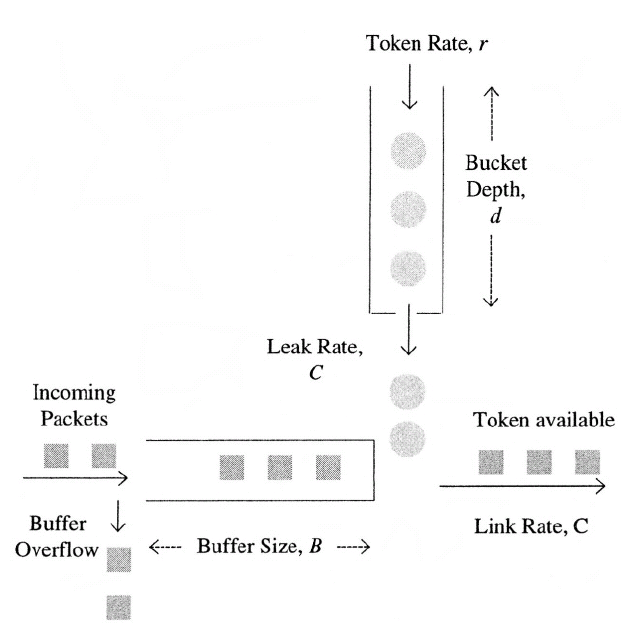 Token Rate, r
Bucket
Depth,
d
Leak Rate,
C
Incoming
Packets
Token available
Buffer
Overflow
Buffer Size, B
Link Rate, C